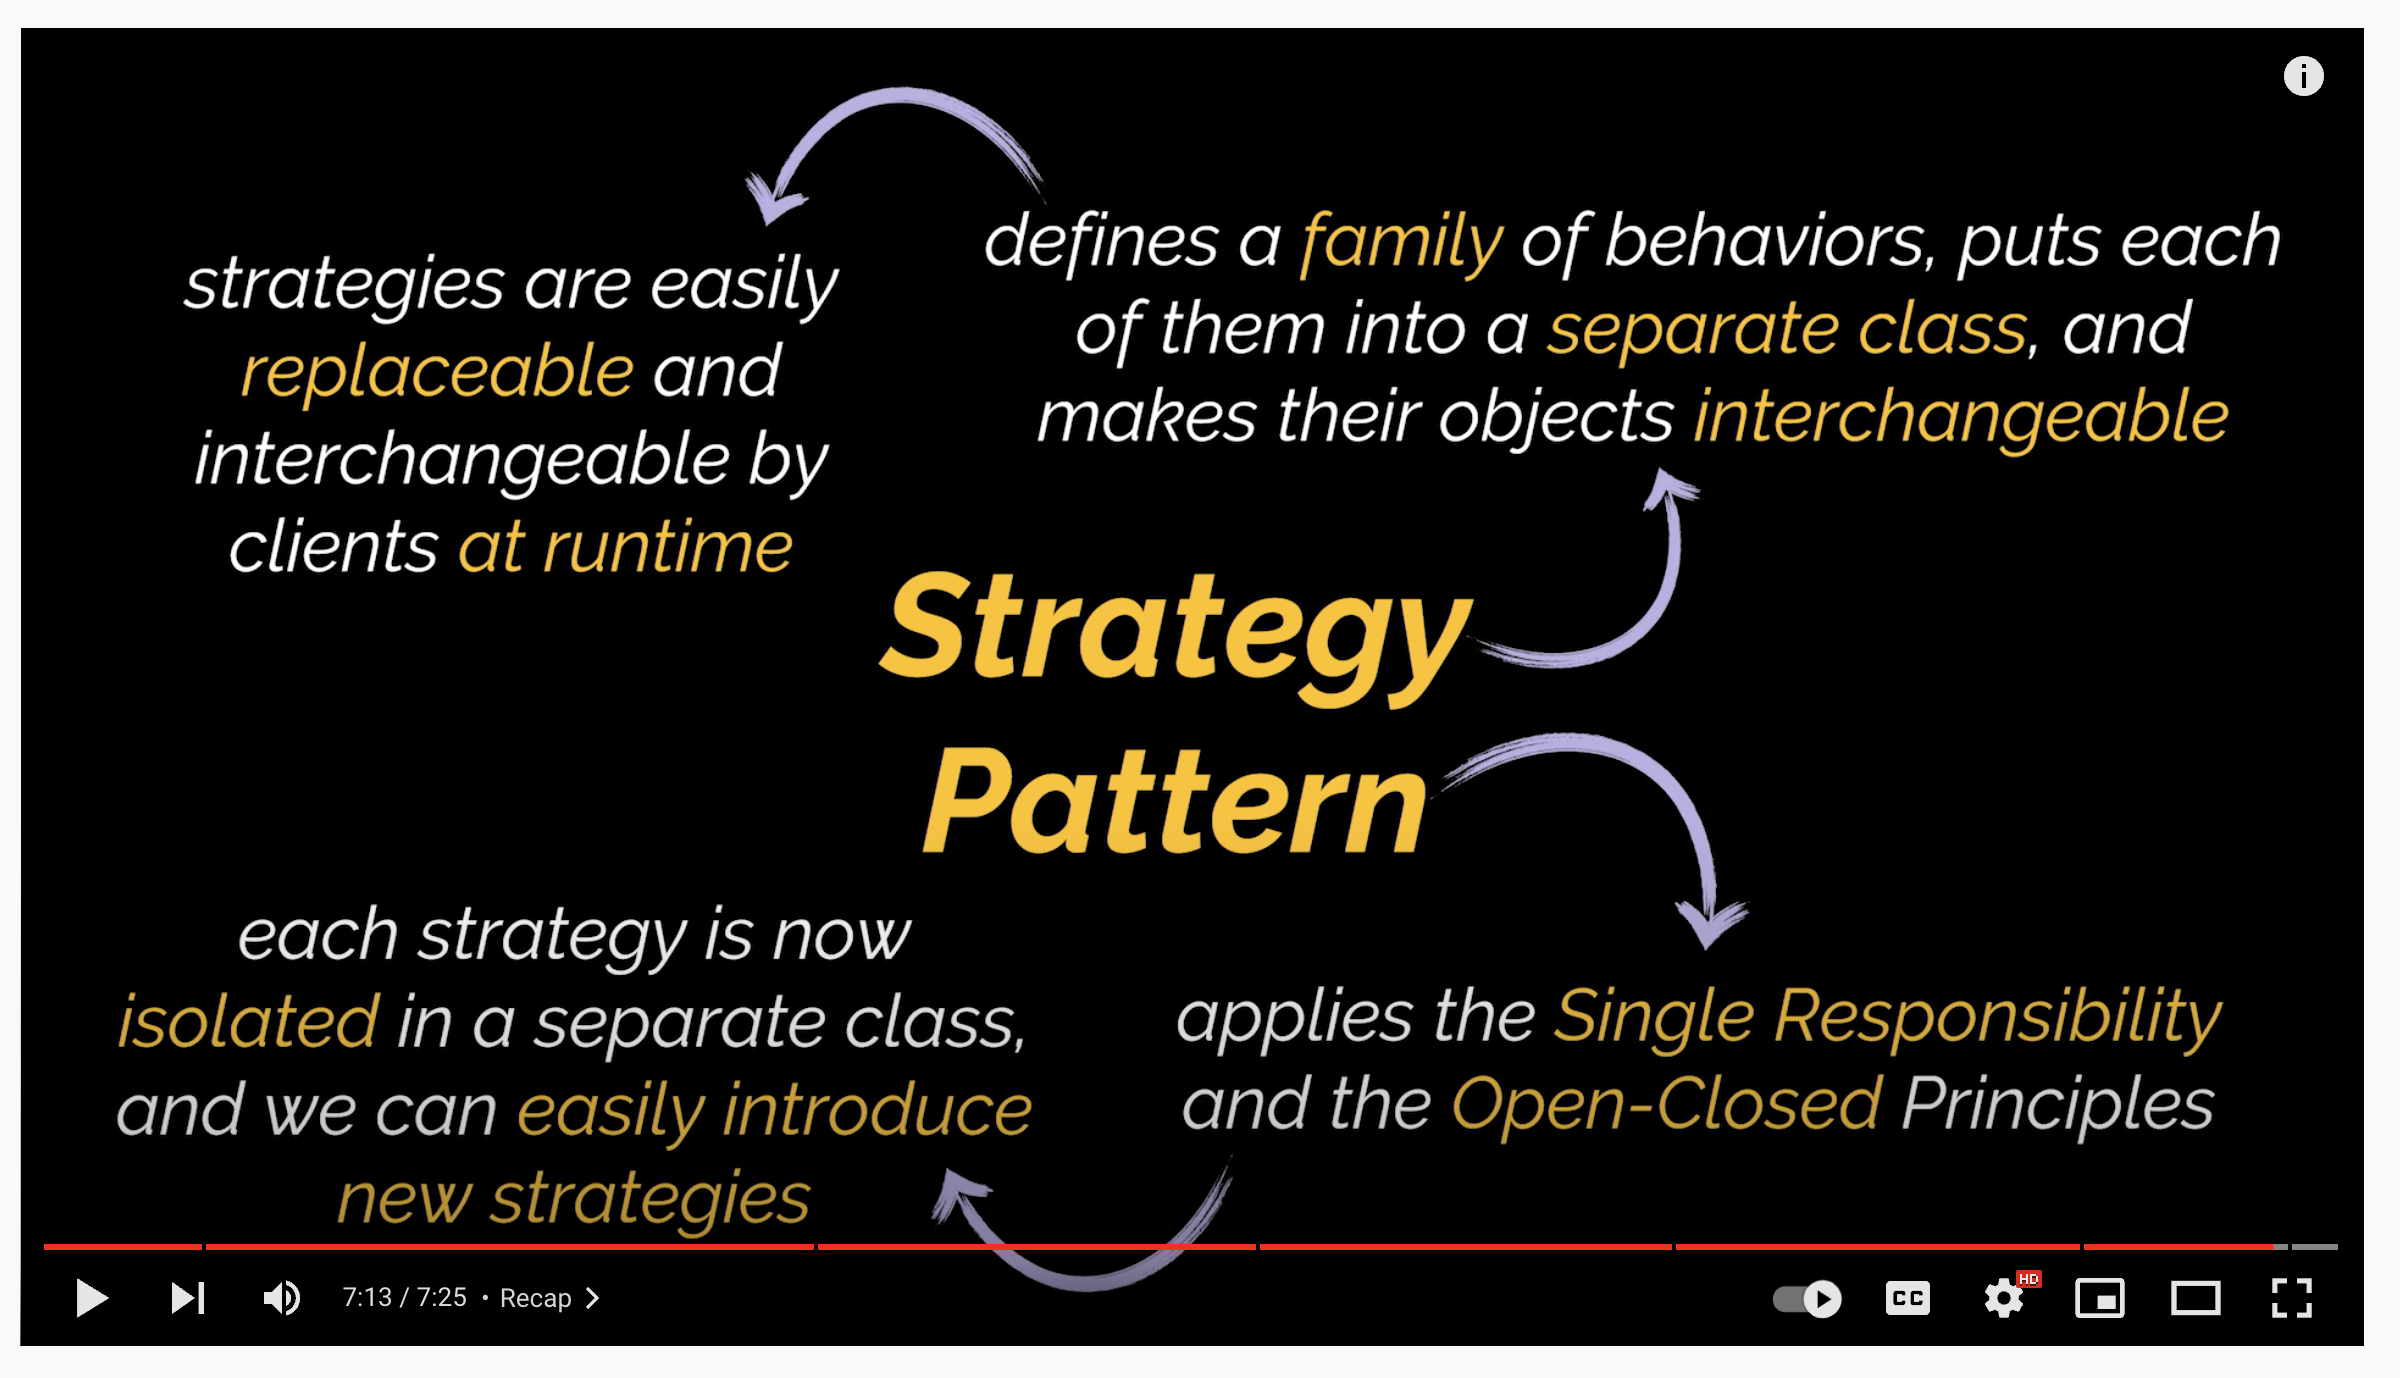 strategies are easily
replaceable and
interchangeable by
clients at runtime
defines a family of behaviors, puts each
of them into a separate class, and
makes their objects interchangeable
Strategy
Pattern
each strategy is now
isolated in a separate class,
and we can easily introduce
new strategies
applies the Single Responsibility
and the Open-Closed Principles
7:13 / 7:25 • Recap
CC
HD